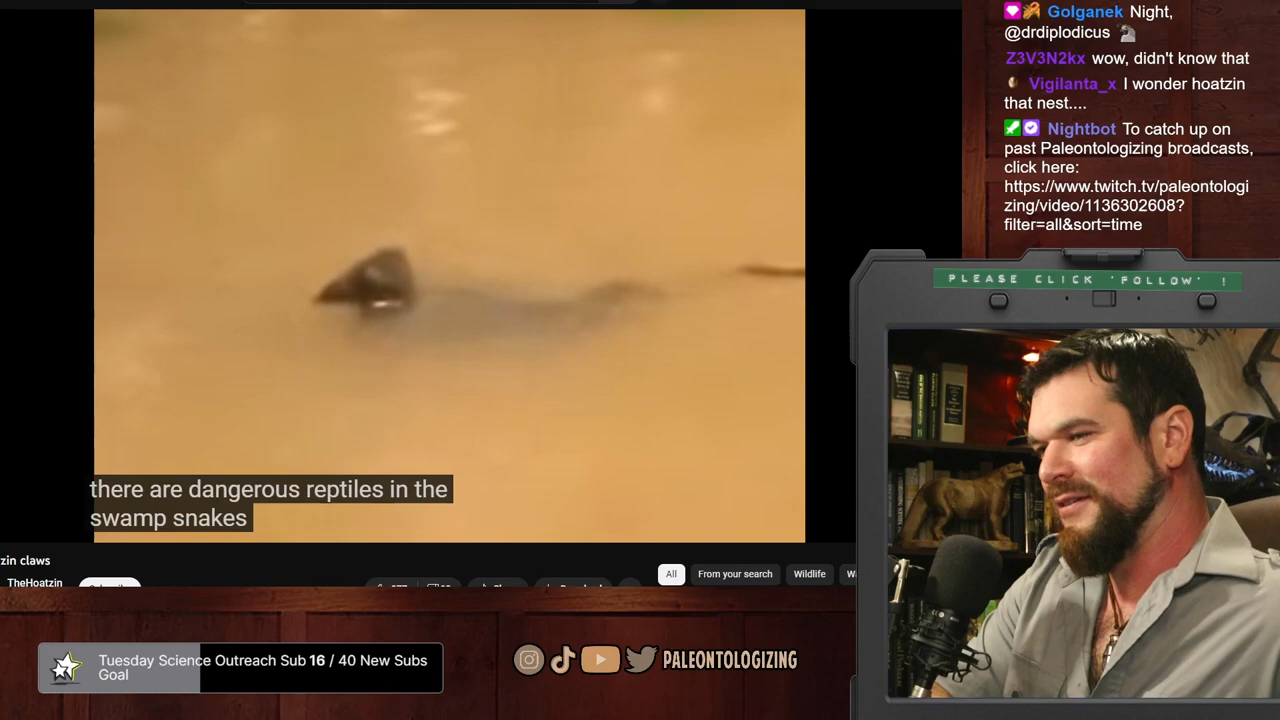 Golganek Night,
@drdiplodicus
Z3V3N2kx wow, didn't know that
Vigilanta_x I wonder hoatzin
that nest....
Nightbot To catch up on
past Paleontologizing broadcasts,
click here:
https://www.twitch.tv/paleontologi
zing/video/1136302608?
filter=all&sort=time
PLEASE CLICK 'FOLLOW' !
there are dangerous reptiles in the
swamp snakes
zin claws
TheHoatzin
All From your search Wildlife
Tuesday Science Outreach Sub 16 / 40 New Subs
Goal
PALEONTOLOGIZING